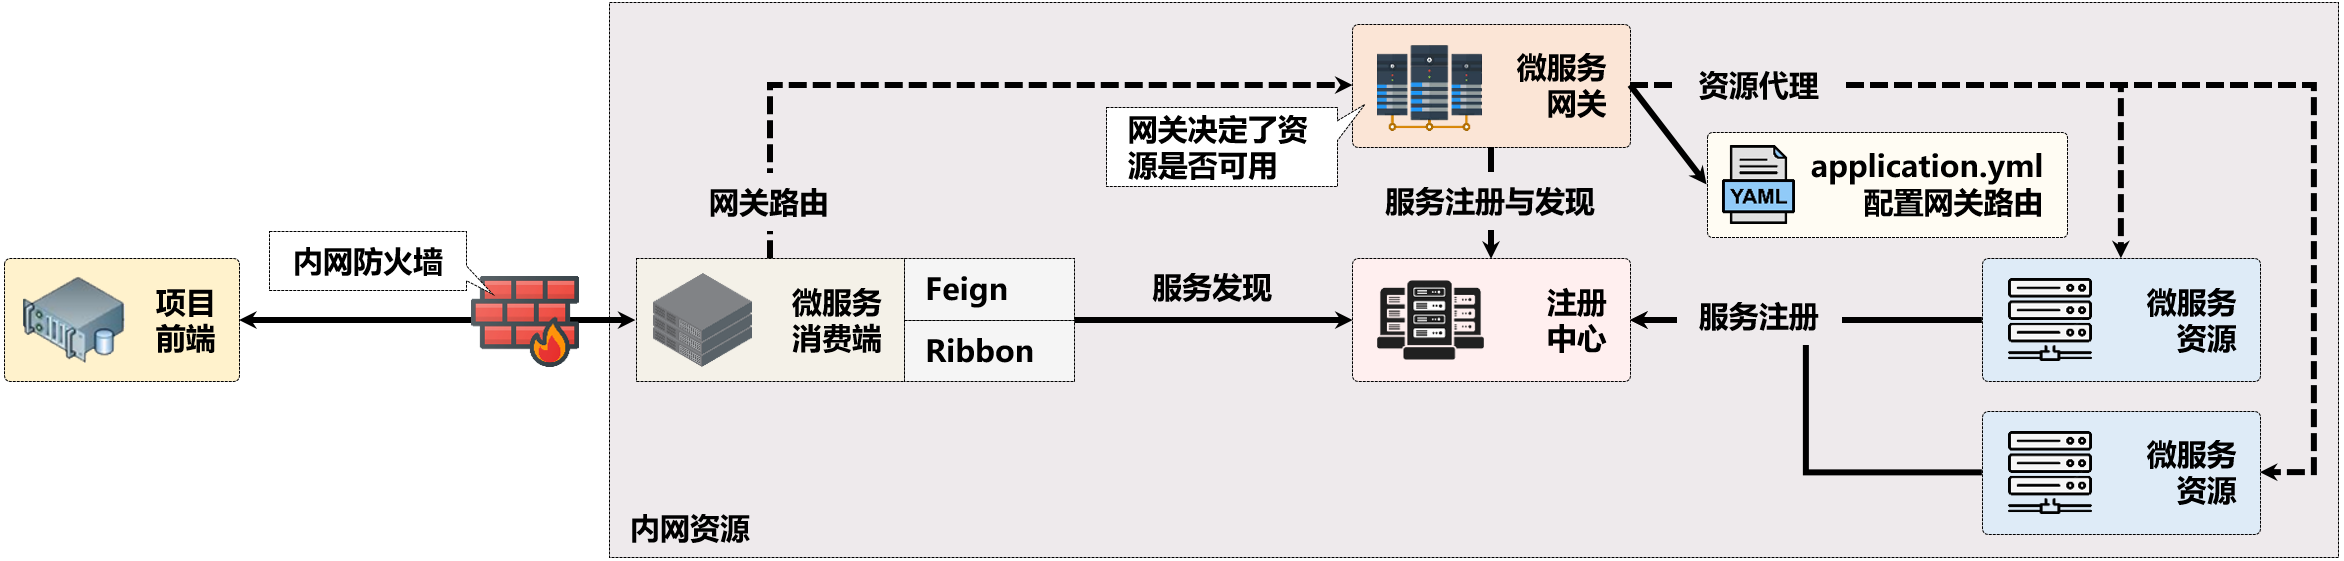 微服务
网关
资源代理
网关决定了资
源是否可用
application.yml
YAML
配置网关路由
网关路由
服务注册与发现
内网防火墙
项目
前端
微服务
消费端
Feign
Ribbon
服务发现
注册
中心
服务注册
微服务
资源
微服务
资源
内网资源